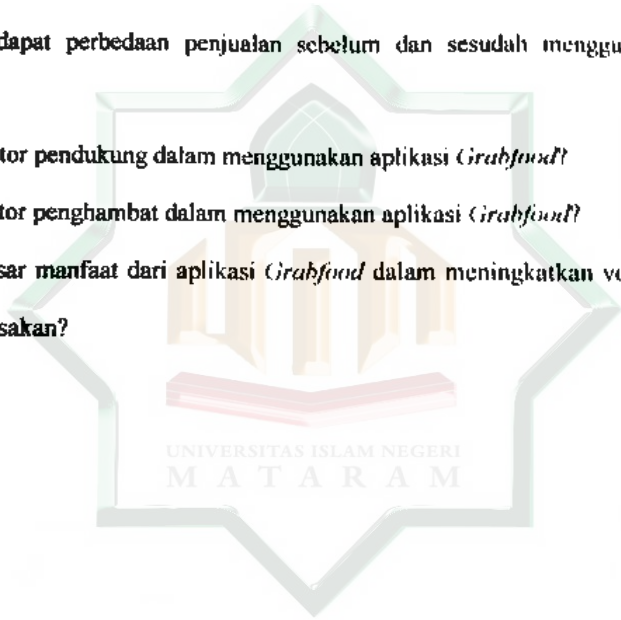 dapat perbedaan penjualan sebelum dan sesudah menggu
tor pendukung dalam menggunakan aplikasi Grabfood?
tor penghambat dalam menggunakan aplikasi Grabfood?
sar manfaat dari aplikasi Grabfood dalam meningkatkan vo
sakan?
UNIVERSITAS ISLAM NEGERI
MATARAM